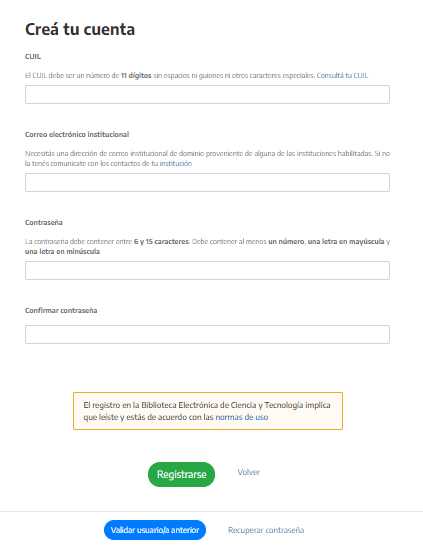 Creá tu cuenta
CUIL
El CUIL debe ser un número de 11 dígitos sin espacios ni guiones ni otros caracteres especiales. Consultá tu CUIL
Correo electrónico institucional
Necesitás una dirección de correo institucional de dominio proveniente de alguna de las instituciones habilitadas. Si no
la tenés comunicate con los contactos de tu institución
Contraseña
La contraseña debe contener entre 6 y 15 caracteres. Debe contener al menos un número, una letra en mayúscula y
una letra en minúscula
Confirmar contraseña
El registro en la Biblioteca Electrónica de Ciencia y Tecnología implica
que leíste y estás de acuerdo con las normas de uso
Registrarse
Volver
Validar usuario/a anterior
Recuperar contraseña